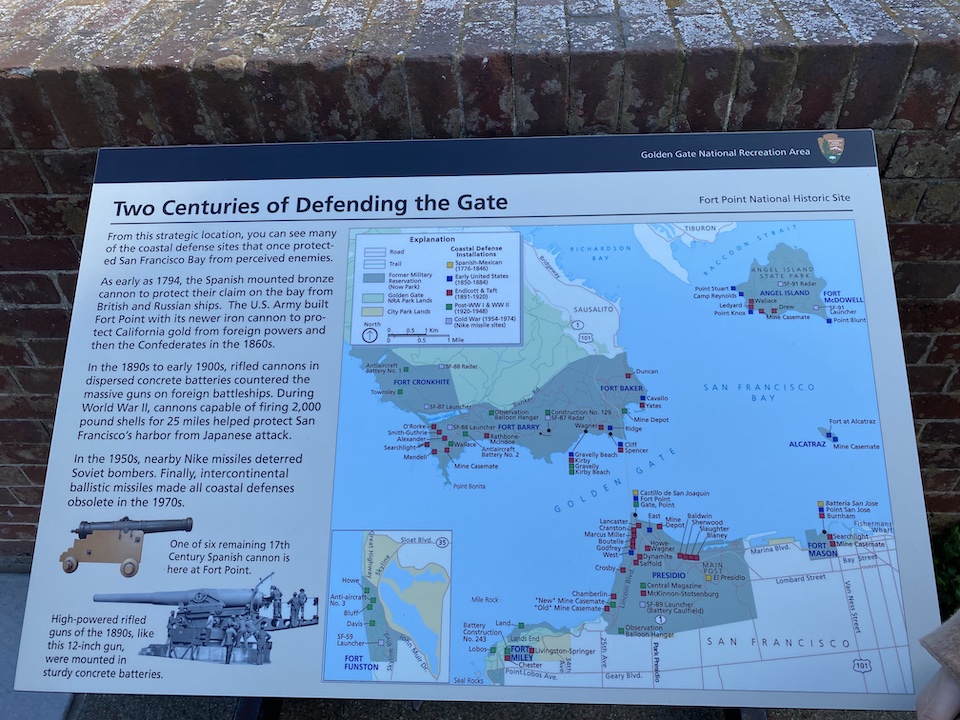 Golden Gate National Recreation Area
Two Centuries of Defending the Gate
Fort Point National Historic Site
From this strategic location, you can see many
of the coastal defense sites that once protect-
ed San Francisco Bay from perceived enemies.
As early as 1794, the Spanish mounted bronze
cannon to protect their claim on the bay from
British and Russian ships. The U.S. Army built
Fort Point with its newer iron cannon to pro-
tect California gold from foreign powers and
then the Confederates in the 1860s.
In the 1890s to early 1900s, rifled cannons in
dispersed concrete batteries countered the
massive guns on foreign battleships. During
World War II, cannons capable of firing 2,000
pound shells for 25 miles helped protect San
Francisco's harbor from Japanese attack.
In the 1950s, nearby Nike missiles deterred
Soviet bombers. Finally, intercontinental
ballistic missiles made all coastal defenses
obsolete in the 1970s.
One of six remaining 17th
Century Spanish cannon is
here at Fort Point.
High-powered rifled
guns of the 1890s, like
this 12-inch gun,
were mounted in
sturdy concrete batteries.
Explanation
Road
Trail
Former Military
Reservation
(Now Park)
Golden Gate
NRA Park Lands
City Park Lands
North
0 .5 1 Km
0 0.5 1 Mile
Coastal Defense
Installations
Spanish-Mexican
(1776-1846)
Early United States
(1850-1884)
Endicott & Taft
(1891-1920)
Post-WW I & WW II
(1920-1948)
Cold War (1954-1974)
(Nike missile sites)
RICHARDSON
BAY
TIBURON
RACCOON STRAIT
Bridgeway
SAUSALITO
1
101
ANGEL ISLAND
STATE PARK
SF-91 Radar
Point Stuart
Camp Reynolds
ANGEL ISLAND
Wallace
Ledyard
Drew
Point Knox
Mine Casemate
FORT
McDOWELL
SF-91
Launcher
Point Blunt
Antiaircraft
Battery No. 1
SF-88 Radar
FORT CRONKHITE
Townsley
SF-87 Launcher
O'Rorke
Smith-Guthrie
Alexander
Searchlight
Mendell
SF-88 Launcher
Wallace
Rathbone-
McIndoe
Antiaircraft
Battery No. 2
Mine Casemate
Point Bonita
Bunker Rd.
Observation
Balloon Hangar
FORT BARRY
Construction No. 129
SF-87 Radar
Wagner
FORT BAKER
Duncan
Cavallo
Yates
Mine Depot
Ridge
Cliff
Spencer
Gravelly Beach
Kirby
Gravelly
Kirby Beach
SAN FRANCISCO
BAY
Fort at Alcatraz
ALCATRAZ
Mine Casemate
GOLDEN GATE
Castillo de San Joaquin
Fort Point
Gate, Point
Lancaster
Cranston
Marcus Miller
Boutelle
Godfrey
West
Crosby
East
Mine
Depot
Baldwin
Sherwood
Slaughter
Blaney
Howe-
Wagner
Dynamite
Saffold
MAIN
POST
PRESIDIO
El Presidio
Central Magazine
McKinnon-Stotsenburg
SF-89 Launcher
(Battery Caulfield)
1
Observation
Balloon Hangar
Lincoln Blvd
Chamberlin
"New" Mine Casemate
"Old" Mine Casemate
Mile Rock
Land
Battery
Construction
No. 243
Lobos
Lands End
FORT
MILEY
Livingston-Springer
Chester
Point Lobos Ave.
Seal Rocks
34th
Ave
25th Ave.
Geary Blvd.
Park Presidio
Batteria San Jose
Point San Jose
Burnham
Fishermans
Wharf
Searchlight
Mine Casemate
FORT
MASON
Marina Blvd.
Bay Street
Lombard Street
Van Ness Street
SAN FRANCISCO
101
Great Highway
Skyline
Sloat Blvd.
35
Howe
Anti-aircraft
No. 3
Bluff
Davis
SF-59
Launcher
FORT
FUNSTON
John Muir Dr.